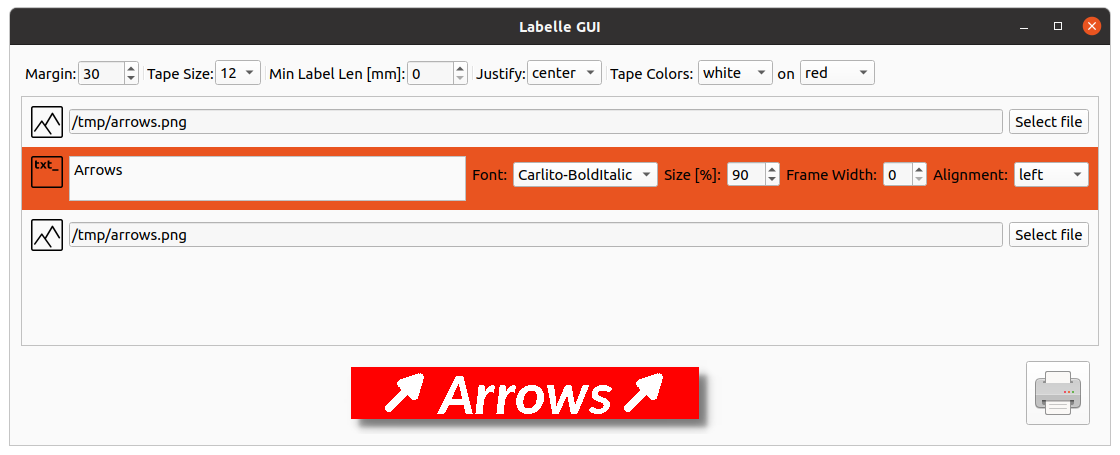 Labelle GUI
Margin: 30 Tape Size: 12 Min Label Len [mm]: 0 Justify: center Tape Colors: white on red
/tmp/arrows.png Select file
txt_ Arrows Font: Carlito-BoldItalic Size [%]: 90 Frame Width: 0 Alignment: left
/tmp/arrows.png Select file
Arrows